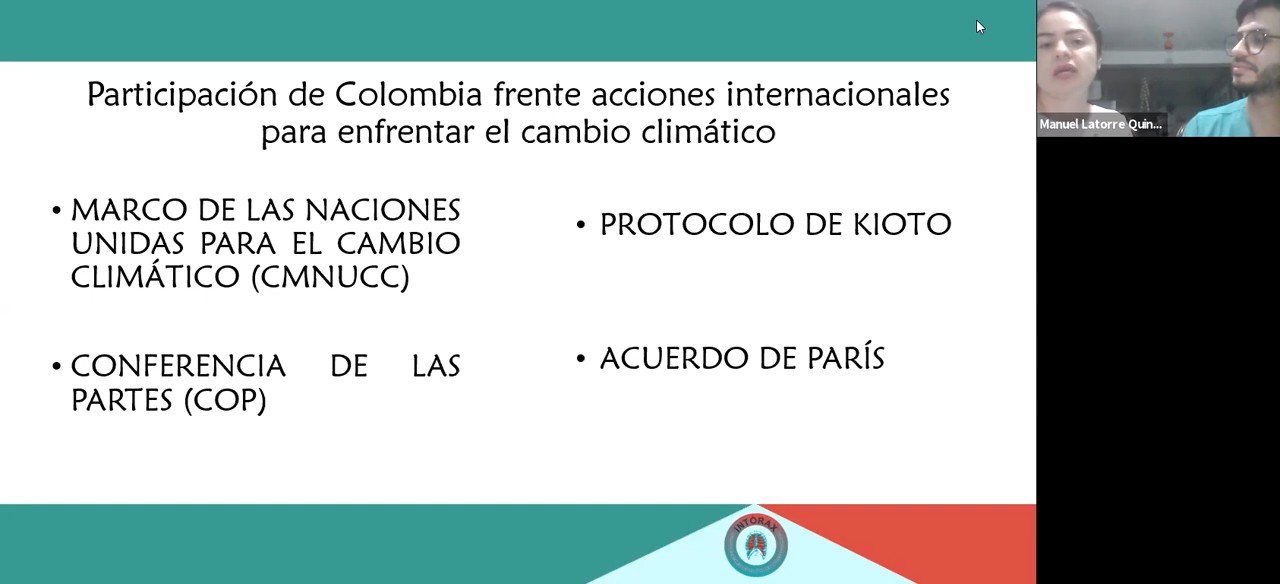 Participación de Colombia frente acciones internacionales
para enfrentar el cambio climático
• MARCO DE LAS NACIONES
UNIDAS PARA EL CAMBIO
CLIMÁTICO (CMNUCC)
• CONFERENCIA DE LAS
PARTES (COP)
• PROTOCOLO DE KIOTO
• ACUERDO DE PARÍS
INTÓRAX
Manuel Latorre Quin...